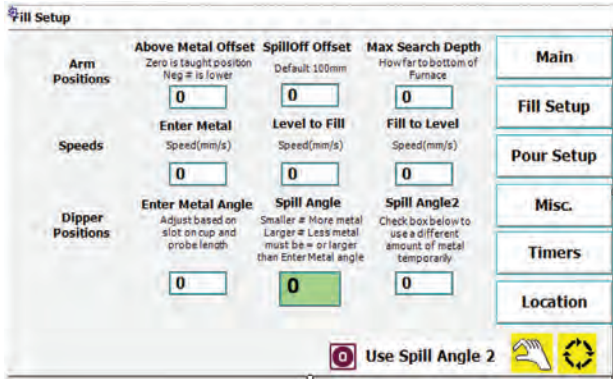 Fill Setup
Above Metal Offset SpillOff Offset Max Search Depth
Arm Positions
Zero is taught position
Neg # is lower
Default 100mm
How far to bottom of
Furnace
0 0 0
Enter Metal Level to Fill Fill to Level
Speeds
Speed(mm/s) Speed(mm/s) Speed(mm/s)
0 0 0
Enter Metal Angle Spill Angle Spill Angle2
Dipper Positions
Adjust based on
slot on cup and
probe length
Smaller # More metal
Larger # Less metal
must be = or larger
than Enter Metal angle
Check box below to
use a different
amount of metal
temporarily
0 0 0
O Use Spill Angle 2
Main
Fill Setup
Pour Setup
Misc.
Timers
Location